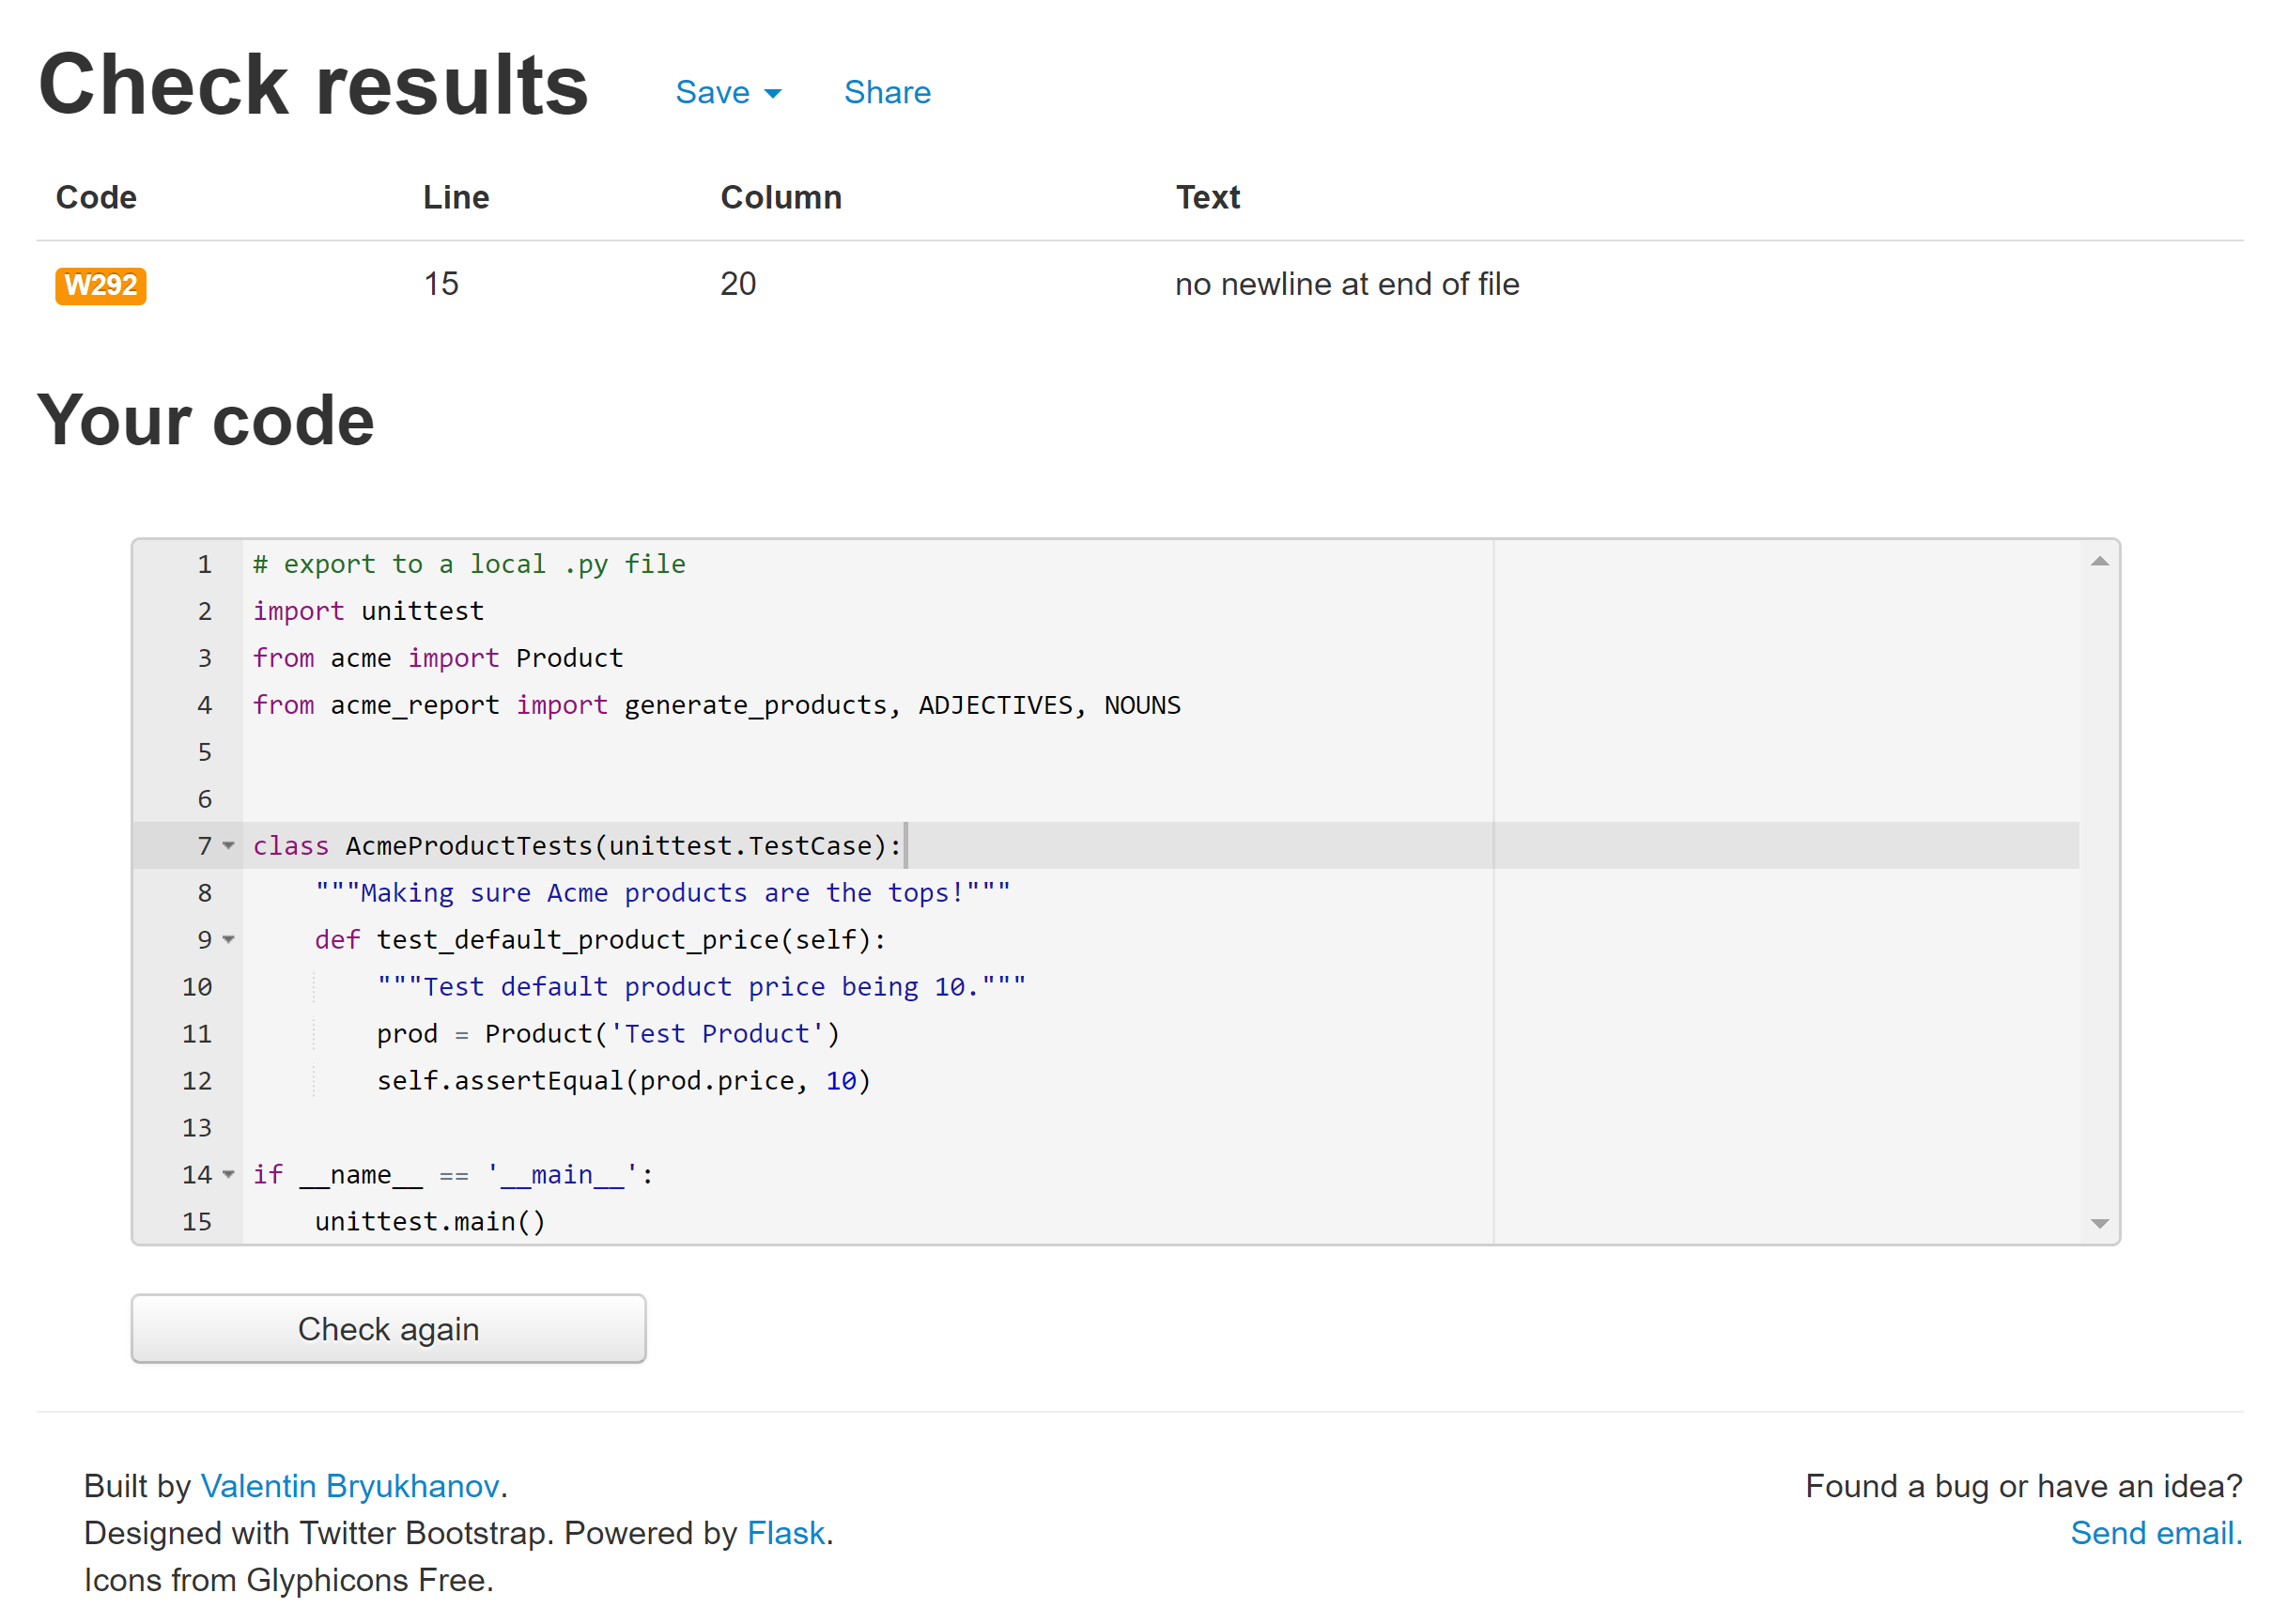 Check results Save Share
Code Line Column Text
W292 15 20 no newline at end of file
Your code
1 # export to a local .py file
2 import unittest
3 from acme import Product
4 from acme_report import generate_products, ADJECTIVES, NOUNS
5
6
7 class AcmeProductTests(unittest.TestCase):
8     """Making sure Acme products are the tops!"""
9     def test_default_product_price(self):
10         """Test default product price being 10."""
11         prod = Product('Test Product')
12         self.assertEqual(prod.price, 10)
13
14 if __name__ == '__main__':
15     unittest.main()
Check again
Built by Valentin Bryukhanov.
Designed with Twitter Bootstrap. Powered by Flask.
Icons from Glyphicons Free.
Found a bug or have an idea?
Send email.